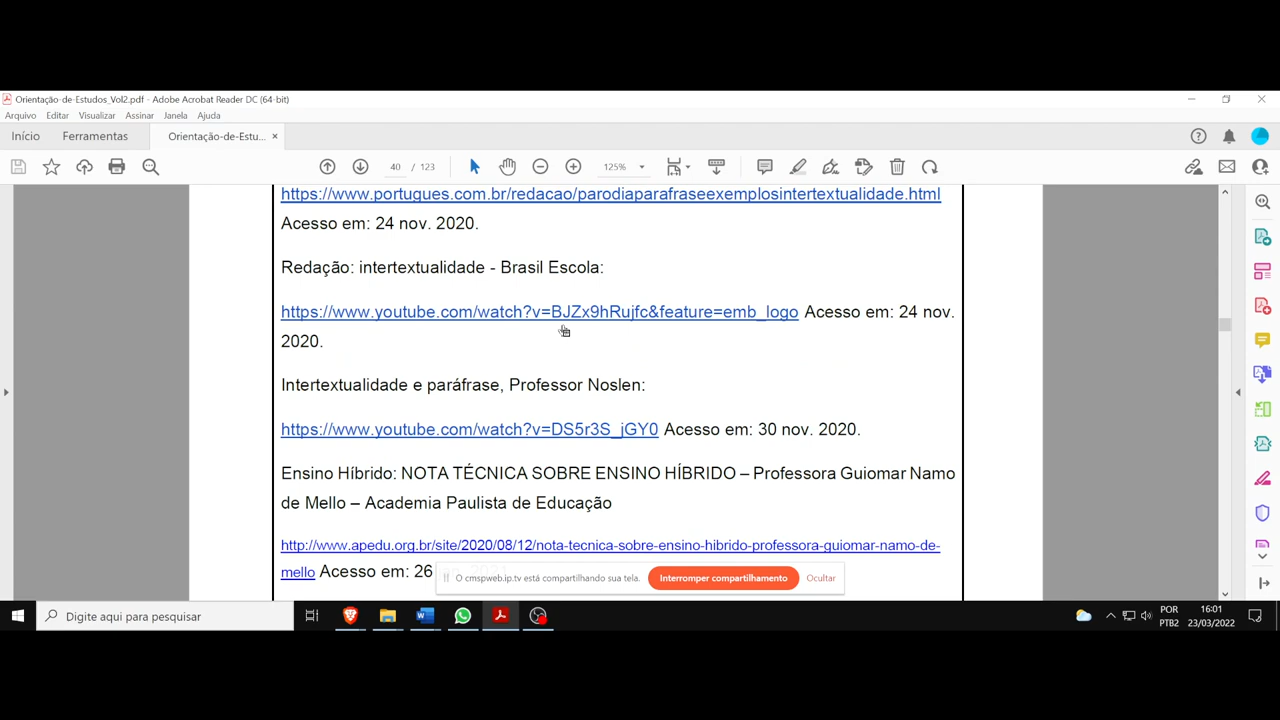 Orientação-de-Estudos_Vol2.pdf - Adobe Acrobat Reader DC (64-bit)
Arquivo Editar Visualizar Assinar Janela Ajuda
Início Ferramentas Orientação-de-Estu... ×
40 / 123 125%
https://www.portugues.com.br/redacao/parodiaparafraseexemplosintertextualidade.html
Acesso em: 24 nov. 2020.
Redação: intertextualidade - Brasil Escola:
https://www.youtube.com/watch?v=BJZx9hRujfc&feature=emb_logo Acesso em: 24 nov.
2020.
Intertextualidade e paráfrase, Professor Noslen:
https://www.youtube.com/watch?v=DS5r3S_jGY0 Acesso em: 30 nov. 2020.
Ensino Híbrido: NOTA TÉCNICA SOBRE ENSINO HÍBRIDO – Professora Guiomar Namo
de Mello – Academia Paulista de Educação
http://www.apedu.org.br/site/2020/08/12/nota-tecnica-sobre-ensino-hibrido-professora-guiomar-namo-de-
mello Acesso em: 26
O cmspweb.ip.tv está compartilhando sua tela. Interromper compartilhamento Ocultar
Digite aqui para pesquisar
POR 16:01
PTB2 23/03/2022